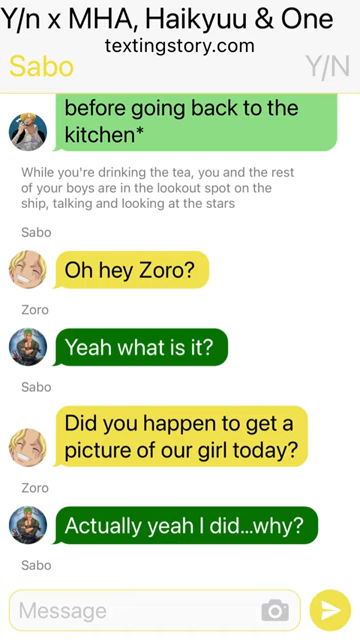 Y/n x MHA, Haikyuu & One
textingstory.com
Sabo
Y/N
before going back to the
kitchen*
While you're drinking the tea, you and the rest
of your boys are in the lookout spot on the
ship, talking and looking at the stars
Sabo
Oh hey Zoro?
Zoro
Yeah what is it?
Sabo
Did you happen to get a
picture of our girl today?
Zoro
Actually yeah I did...why?
Sabo
Message